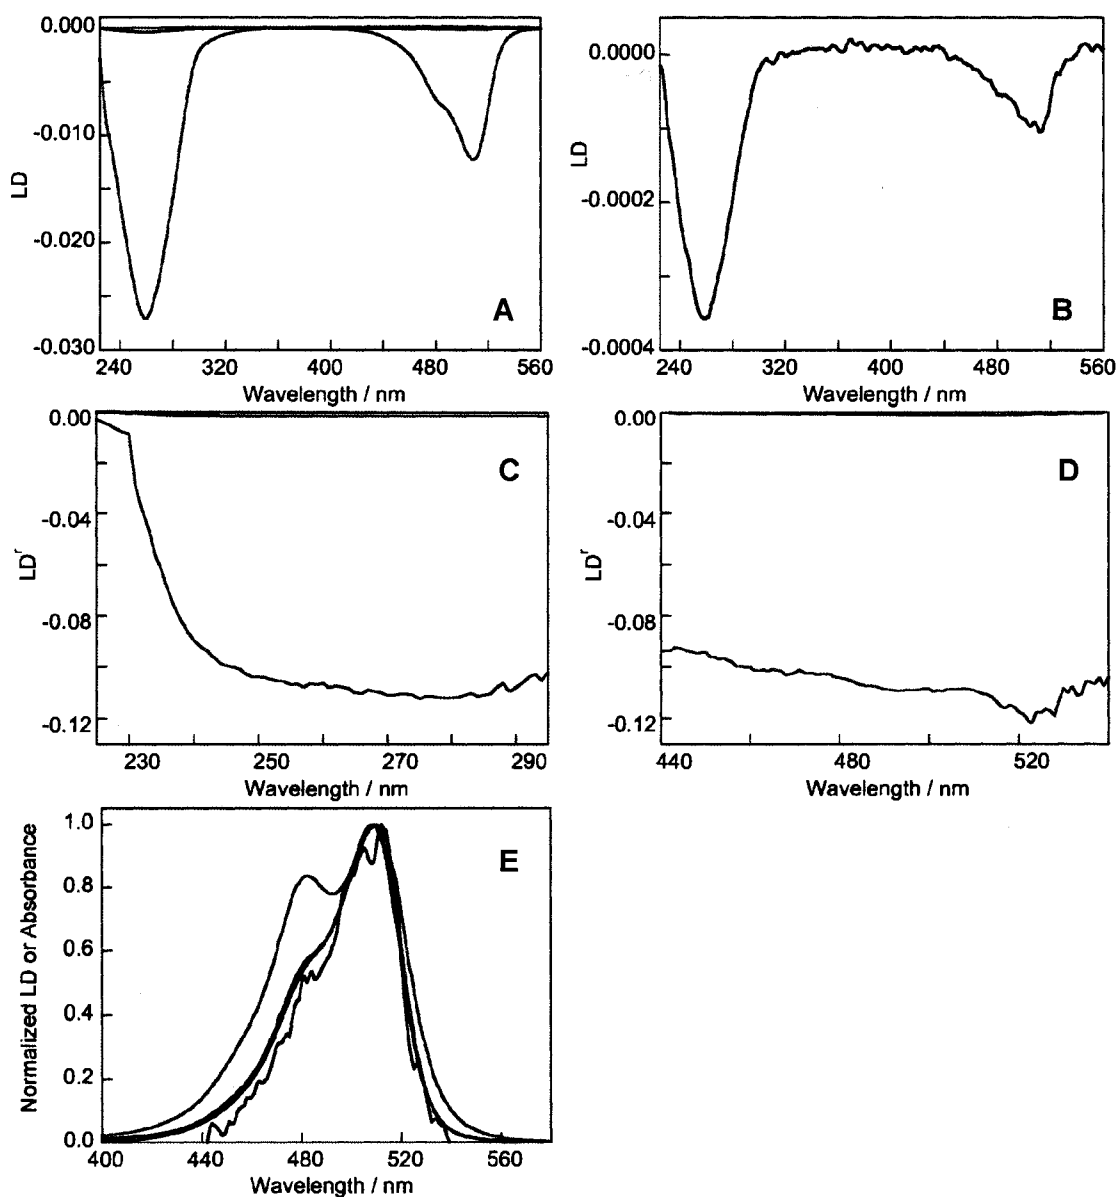 0.000
-0.010
-0.020
-0.030
LD
A
240 320 400 480 560
Wavelength / nm
0.0000
-0.0002
-0.0004
LD
B
240 320 400 480 560
Wavelength / nm
0.00
-0.04
-0.08
-0.12
LDʳ
C
230 250 270 290
Wavelength / nm
0.00
-0.04
-0.08
-0.12
LDʳ
D
440 480 520
Wavelength / nm
1.0
0.8
0.6
0.4
0.2
0.0
Normalized LD or Absorbance
E
400 440 480 520 560
Wavelength / nm